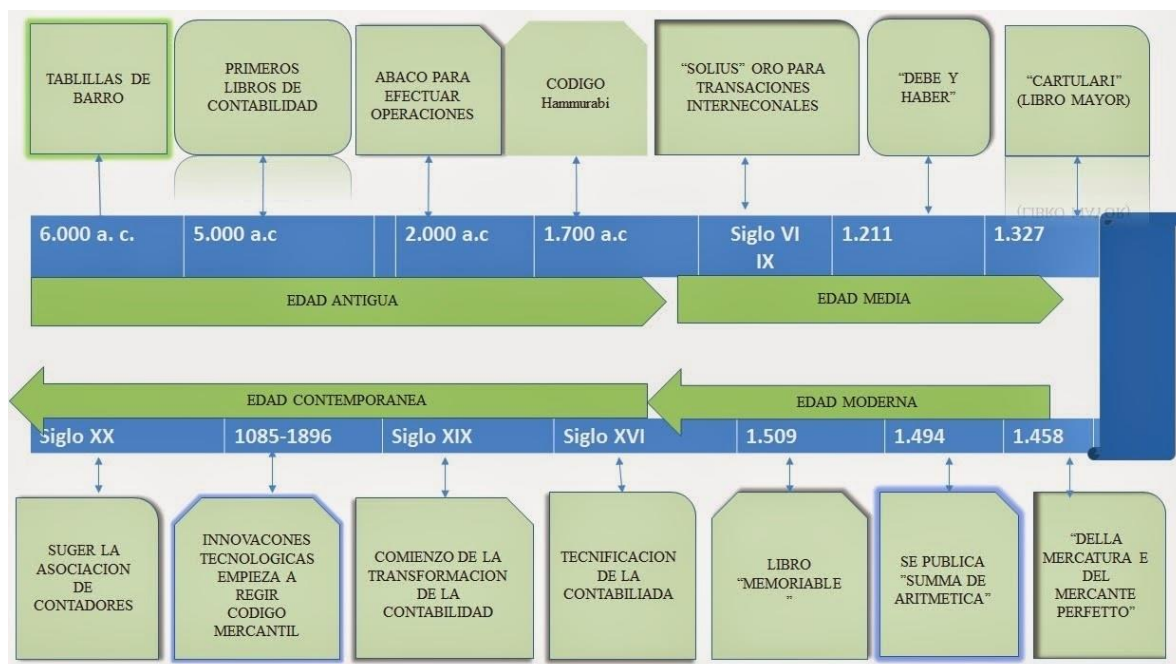 TABLILLAS DE
BARRO
PRIMEROS
LIBROS DE
CONTABILIDAD
ABACO PARA
EFECTUAR
OPERACIONES
CODIGO
Hammurabi
“SOLIUS” ORO PARA
TRANSACIONES
INTERNECONALES
“DEBE Y
HABER”
“CARTULARI”
(LIBRO MAYOR)
6.000 a. c.
5.000 a.c
2.000 a.c
1.700 a.c
Siglo VI
IX
1.211
1.327
EDAD ANTIGUA
EDAD MEDIA
EDAD CONTEMPORANEA
EDAD MODERNA
Siglo XX
1085-1896
Siglo XIX
Siglo XVI
1.509
1.494
1.458
SUGER LA
ASOCIACION
DE
CONTADORES
INNOVACONES
TECNOLOGICAS
EMPIEZA A
REGIR
CODIGO
MERCANTIL
COMIENZO DE LA
TRANSFORMACION
DE LA
CONTABILIDAD
TECNIFICACION
DE LA
CONTABILIADA
LIBRO
“MEMORIABLE
”
SE PUBLICA
”SUMMA DE
ARITMETICA”
“DELLA
MERCATURA E
DEL
MERCANTE
PERFETTO”